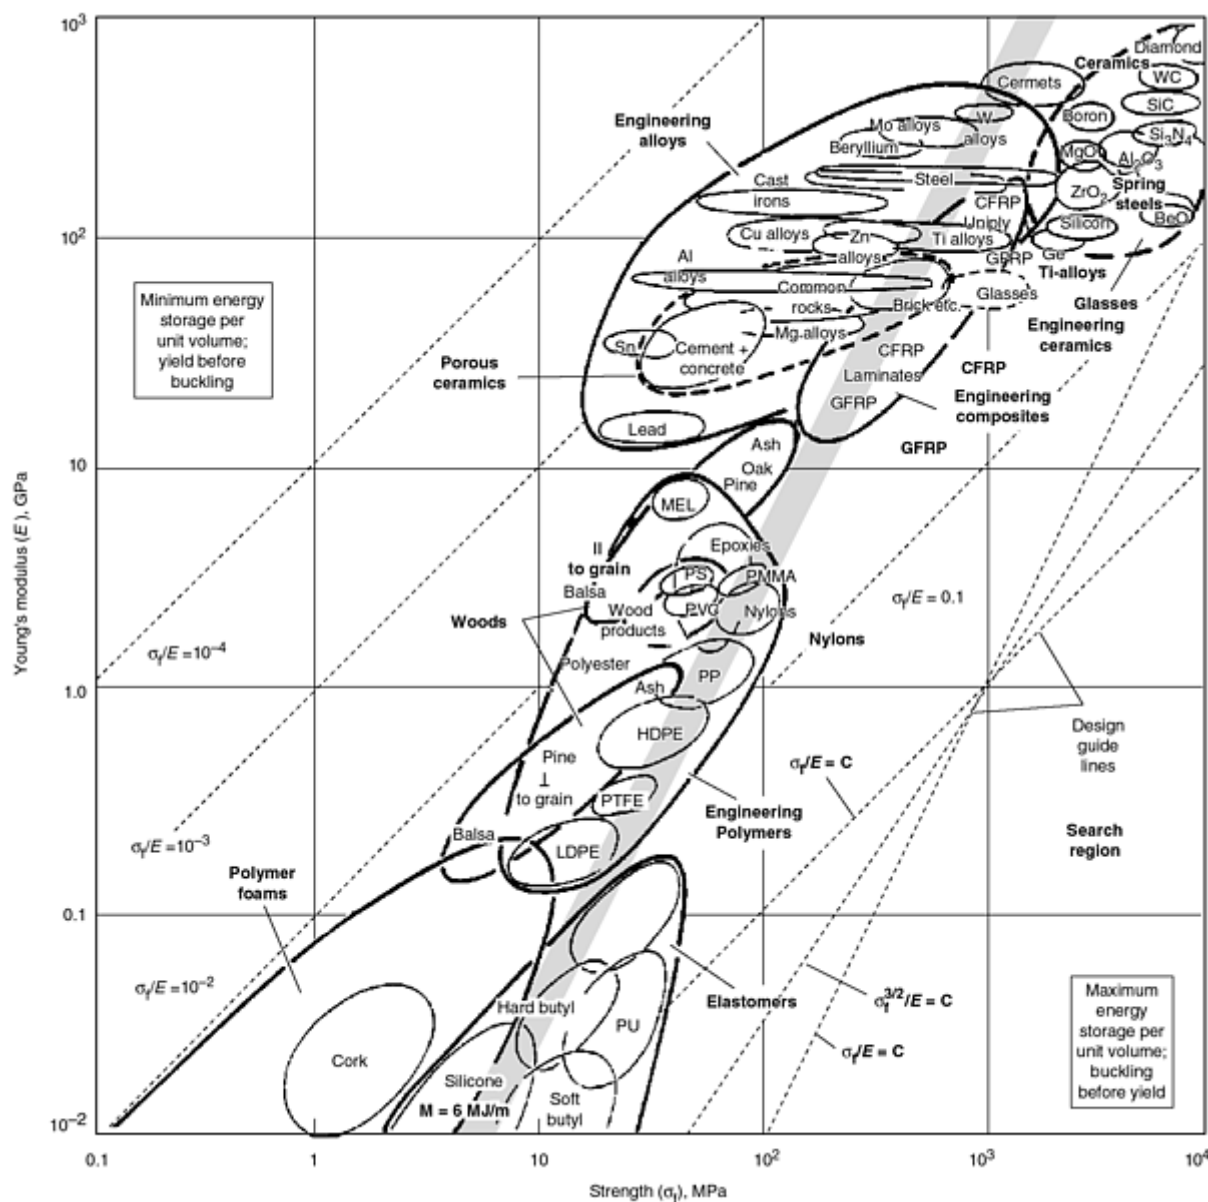 10³
Diamond
Ceramics
Cermets
WC
SiC
Engineering
alloys
W
alloys
Boron
Mo alloys
Beryllium
Si₃N₄
MgO
Al₂O₃
Cast
irons
Steel
ZrO₂
Spring
steels
CFRP
Uniply
BeO
Silicon
Cu alloys
Zn
alloys
Ti alloys
10²
Al
alloys
GFRP
Ge
Ti-alloys
Common
rocks
Brick etc.
Glasses
Glasses
Minimum energy
storage per
unit volume;
yield before
buckling
Mg alloys
Engineering
ceramics
Sn
Cement +
concrete
Porous
ceramics
CFRP
Laminates
GFRP
CFRP
Engineering
composites
Lead
Ash
Oak
Pine
GFRP
10
MEL
Epoxies
II
to grain
PS
PMMA
Balsa
Wood
products
PVC
Nylons
σf/E = 0.1
Woods
Nylons
σf/E = 10⁻⁴
Polyester
PP
Ash
1.0
Young's modulus (E), GPa
HDPE
Design
guide
lines
Pine
⊥
to grain
σf/E = C
PTFE
Engineering
Polymers
Balsa
LDPE
Search
region
σf/E = 10⁻³
Polymer
foams
0.1
σf/E = 10⁻²
Hard butyl
Elastomers
σf³ᐟ²/E = C
PU
Maximum
energy
storage per
unit volume;
buckling
before yield
Cork
σf/E = C
Silicone
M = 6 MJ/m
Soft
butyl
10⁻²
0.1
1
10
10²
10³
10⁴
Strength (σf), MPa